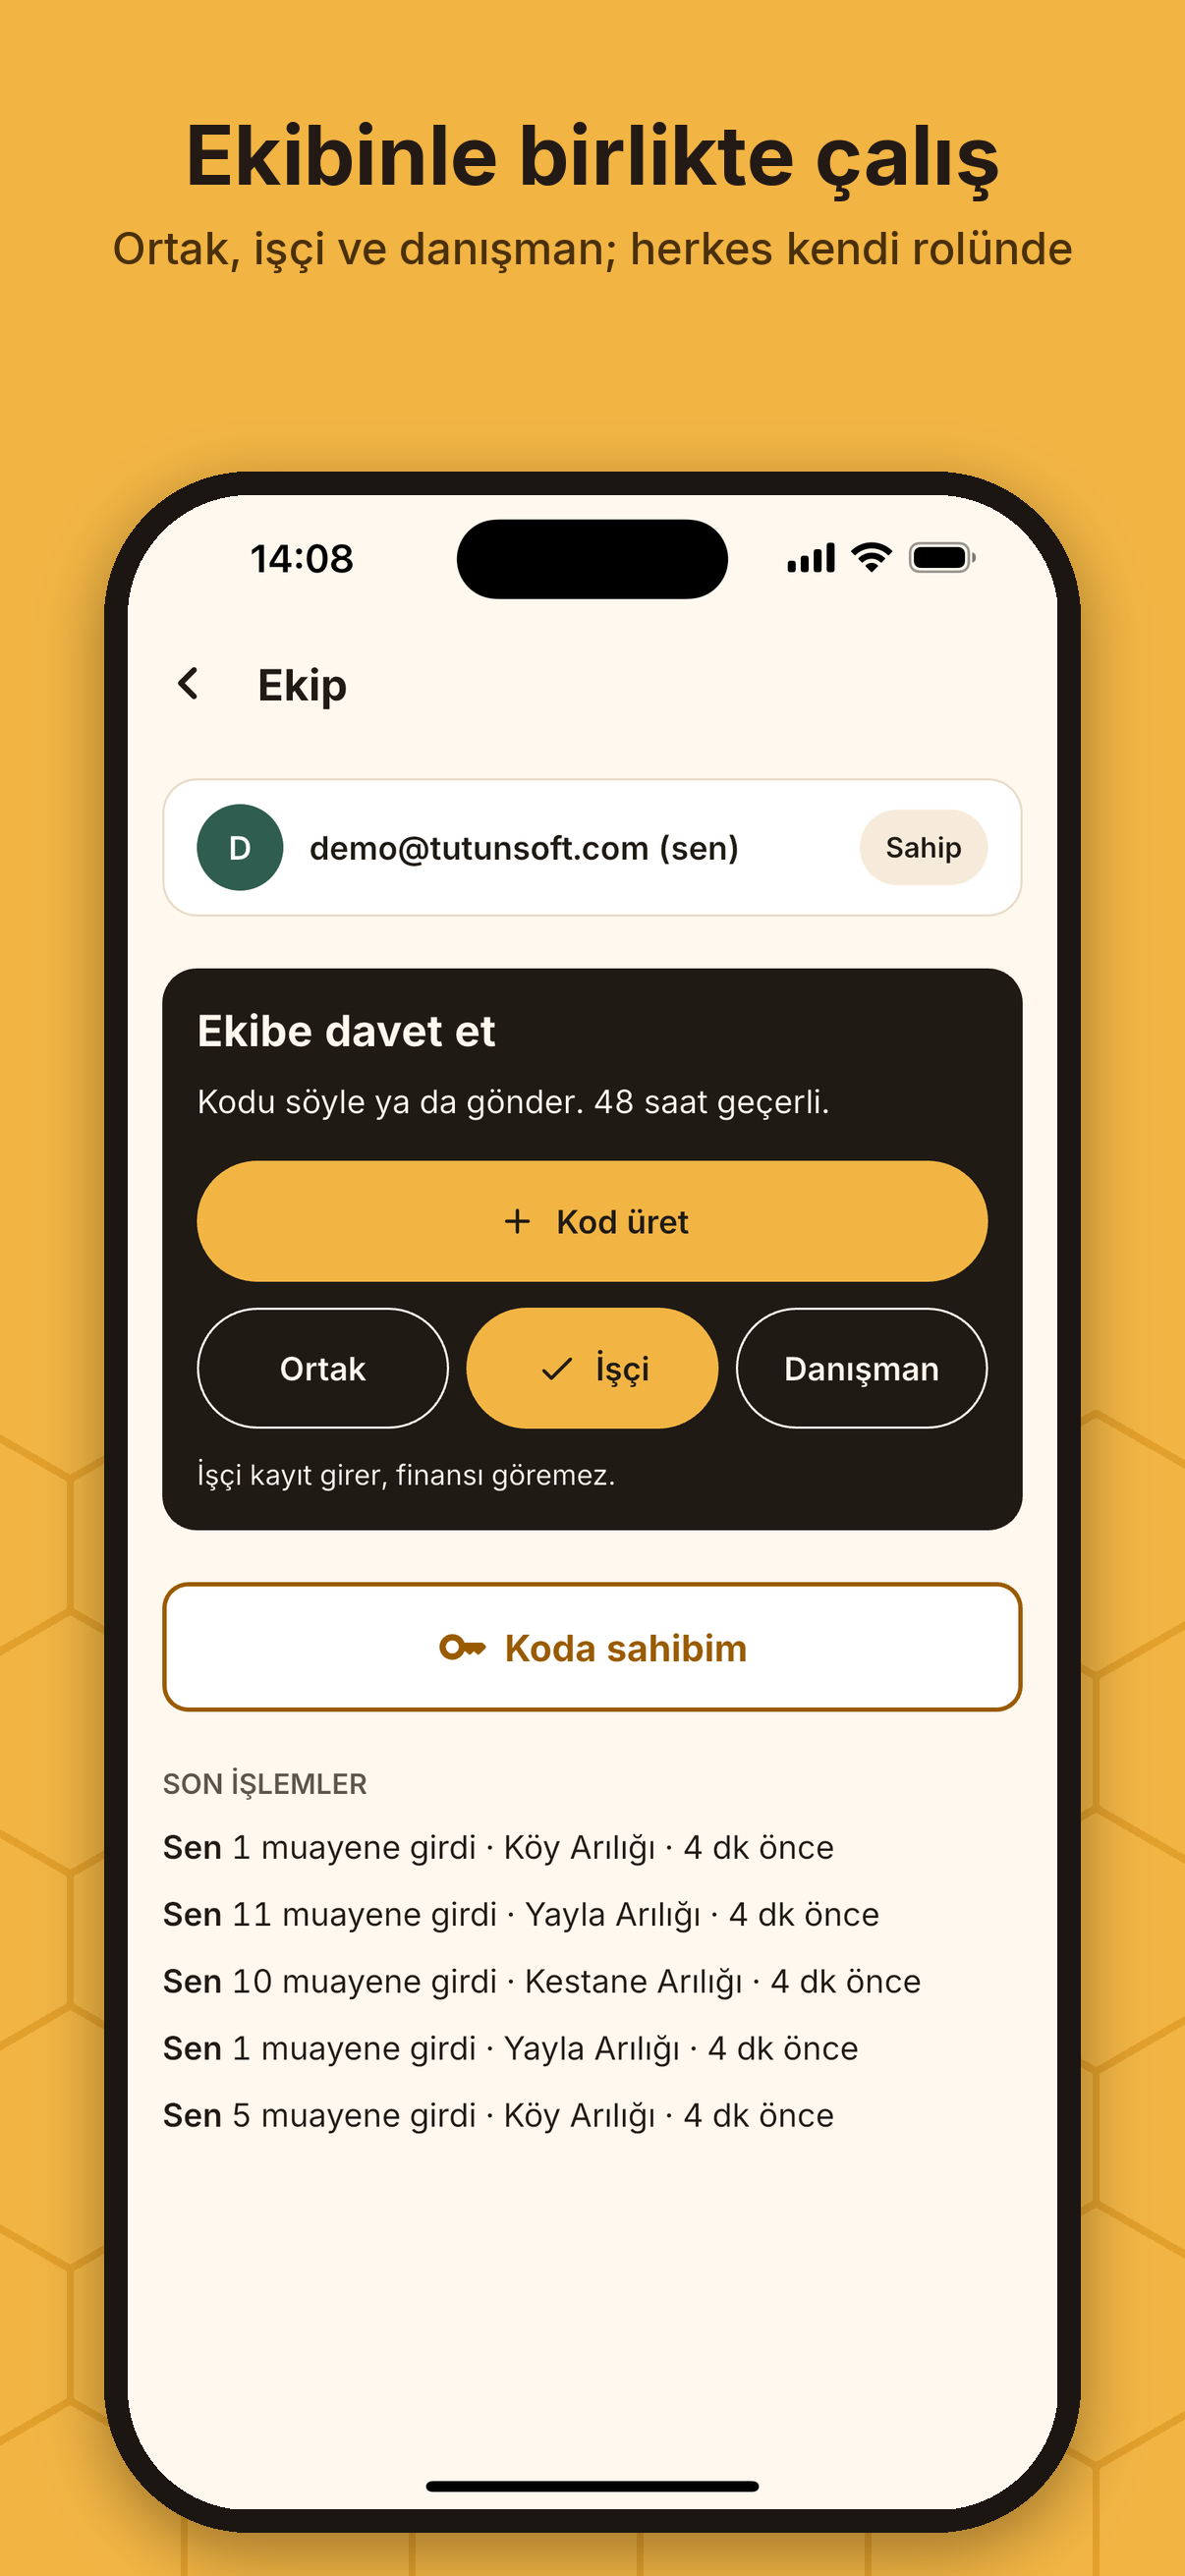 Ekibinle birlikte çalış
Ortak, işçi ve danışman; herkes kendi rolünde
14:08
Ekip
D
demo@tutunsoft.com (sen)
Sahip
Ekibe davet et
Kodu söyle ya da gönder. 48 saat geçerli.
+ Kod üret
Ortak
İşçi
Danışman
İşçi kayıt girer, finansı göremez.
Koda sahibim
SON İŞLEMLER
Sen 1 muayene girdi · Köy Arılığı · 4 dk önce
Sen 11 muayene girdi · Yayla Arılığı · 4 dk önce
Sen 10 muayene girdi · Kestane Arılığı · 4 dk önce
Sen 1 muayene girdi · Yayla Arılığı · 4 dk önce
Sen 5 muayene girdi · Köy Arılığı · 4 dk önce